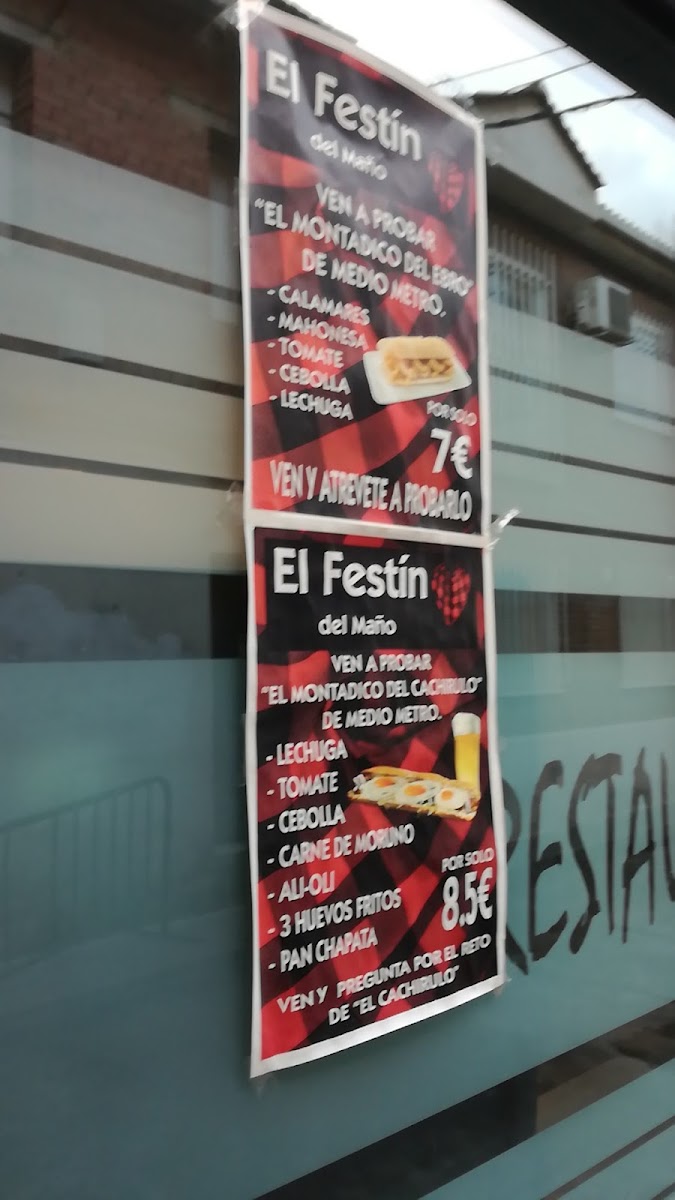 El Festín
del Maño
VEN A PROBAR
"EL MONTADICO DEL EBRO"
DE MEDIO METRO.
- CALAMARES
- MAHONESA
- TOMATE
- CEBOLLA
- LECHUGA
POR SOLO
7€
VEN Y ATREVETE A PROBARLO
El Festín
del Maño
VEN A PROBAR
"EL MONTADICO DEL CACHIRULO"
DE MEDIO METRO.
- LECHUGA
- TOMATE
- CEBOLLA
- CARNE DE MORUNO
- ALI-OLI
- 3 HUEVOS FRITOS
- PAN CHAPATA
POR SOLO
8.5€
VEN Y PREGUNTA POR EL RETO
DE "EL CACHIRULO"
RESTAU